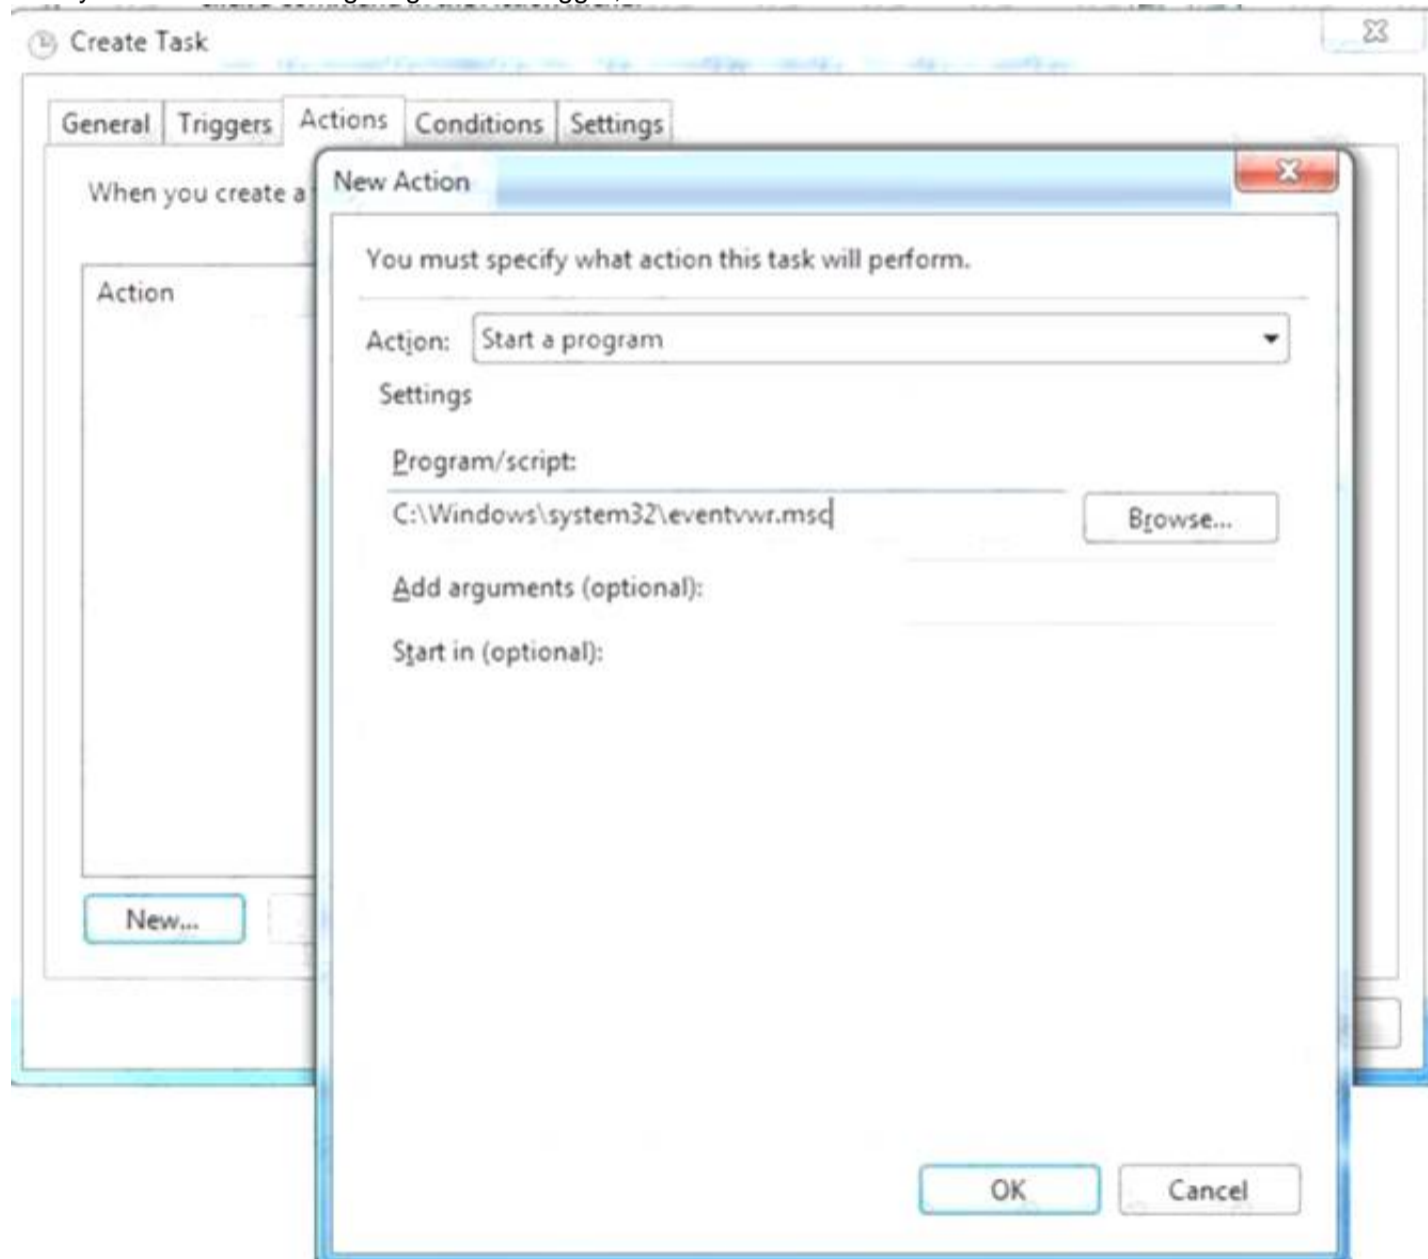 Create Task
General Triggers Actions Conditions Settings
When you create a
New Action
You must specify what action this task will perform.
Action
Action: Start a program
Settings
Program/script:
C:\Windows\system32\eventvwr.msc
Browse...
Add arguments (optional):
Start in (optional):
New...
OK Cancel